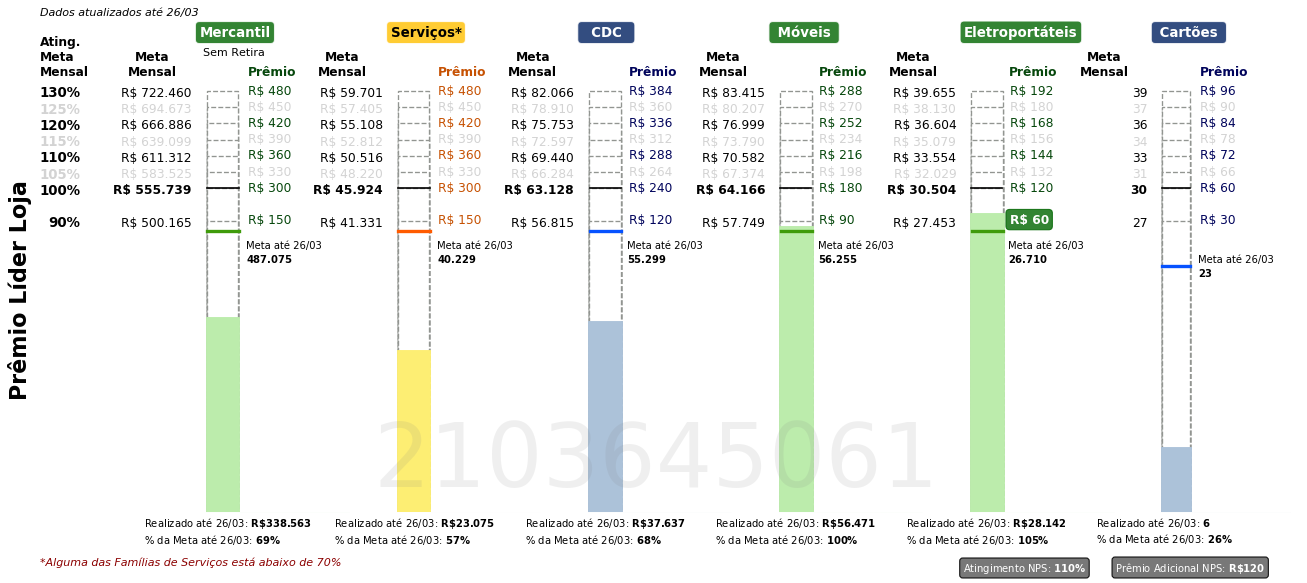 Dados atualizados até 26/03
Mercantil Serviços* CDC Móveis Eletroportáteis Cartões
Sem Retira
Ating. Meta Mensal
Meta Mensal Prêmio Meta Mensal Prêmio Meta Mensal Prêmio Meta Mensal Prêmio Meta Mensal Prêmio Meta Mensal Prêmio
130% R$ 722.460 R$ 480 R$ 59.701 R$ 480 R$ 82.066 R$ 384 R$ 83.415 R$ 288 R$ 39.655 R$ 192 39 R$ 96
125% R$ 694.673 R$ 450 R$ 57.405 R$ 450 R$ 78.910 R$ 360 R$ 80.207 R$ 270 R$ 38.130 R$ 180 37 R$ 90
120% R$ 666.886 R$ 420 R$ 55.108 R$ 420 R$ 75.753 R$ 336 R$ 76.999 R$ 252 R$ 36.604 R$ 168 36 R$ 84
115% R$ 639.099 R$ 390 R$ 52.812 R$ 390 R$ 72.597 R$ 312 R$ 73.790 R$ 234 R$ 35.079 R$ 156 34 R$ 78
110% R$ 611.312 R$ 360 R$ 50.516 R$ 360 R$ 69.440 R$ 288 R$ 70.582 R$ 216 R$ 33.554 R$ 144 33 R$ 72
105% R$ 583.525 R$ 330 R$ 48.220 R$ 330 R$ 66.284 R$ 264 R$ 67.374 R$ 198 R$ 32.029 R$ 132 31 R$ 66
100% R$ 555.739 R$ 300 R$ 45.924 R$ 300 R$ 63.128 R$ 240 R$ 64.166 R$ 180 R$ 30.504 R$ 120 30 R$ 60
90% R$ 500.165 R$ 150 R$ 41.331 R$ 150 R$ 56.815 R$ 120 R$ 57.749 R$ 90 R$ 27.453 R$ 60 27 R$ 30
Meta até 26/03 Meta até 26/03 Meta até 26/03 Meta até 26/03 Meta até 26/03 Meta até 26/03
487.075 40.229 55.299 56.255 26.710 23
Prêmio Líder Loja
2103645061
Realizado até 26/03: R$338.563 Realizado até 26/03: R$23.075 Realizado até 26/03: R$37.637 Realizado até 26/03: R$56.471 Realizado até 26/03: R$28.142 Realizado até 26/03: 6
% da Meta até 26/03: 69% % da Meta até 26/03: 57% % da Meta até 26/03: 68% % da Meta até 26/03: 100% % da Meta até 26/03: 105% % da Meta até 26/03: 26%
*Alguma das Famílias de Serviços está abaixo de 70%
Atingimento NPS: 110% Prêmio Adicional NPS: R$120